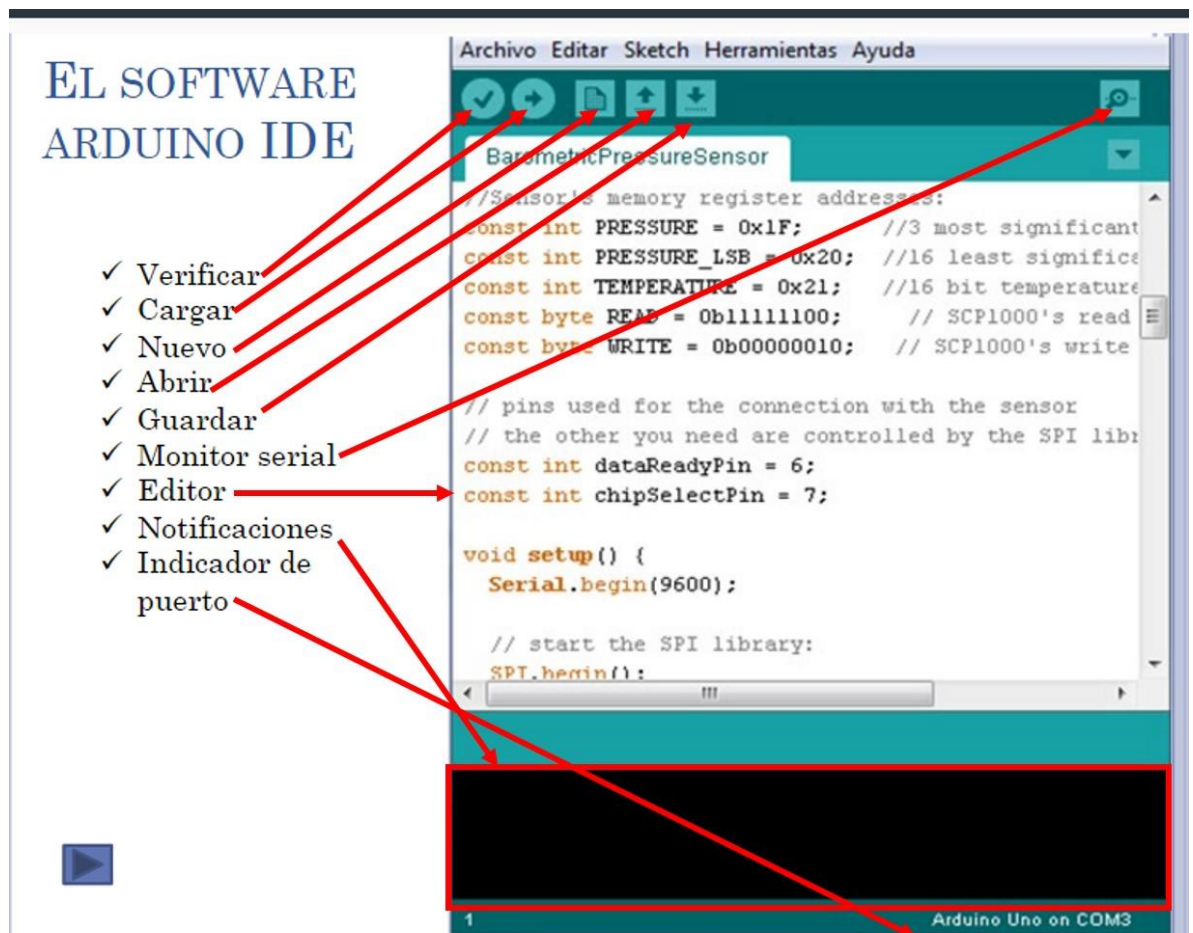 EL SOFTWARE
ARDUINO IDE
✓ Verificar
✓ Cargar
✓ Nuevo
✓ Abrir
✓ Guardar
✓ Monitor serial
✓ Editor
✓ Notificaciones
✓ Indicador de
puerto
Archivo Editar Sketch Herramientas Ayuda
BarometricPressureSensor
//Sensor's memory register addresses:
const int PRESSURE = 0x1F; //3 most significant
const int PRESSURE_LSB = 0x20; //16 least significa
const int TEMPERATURE = 0x21; //16 bit temperature
const byte READ = 0b11111100; // SCP1000's read
const byte WRITE = 0b00000010; // SCP1000's write
// pins used for the connection with the sensor
// the other you need are controlled by the SPI libr
const int dataReadyPin = 6;
const int chipSelectPin = 7;
void setup() {
Serial.begin(9600);
// start the SPI library:
SPI.begin();
1
Arduino Uno on COM3